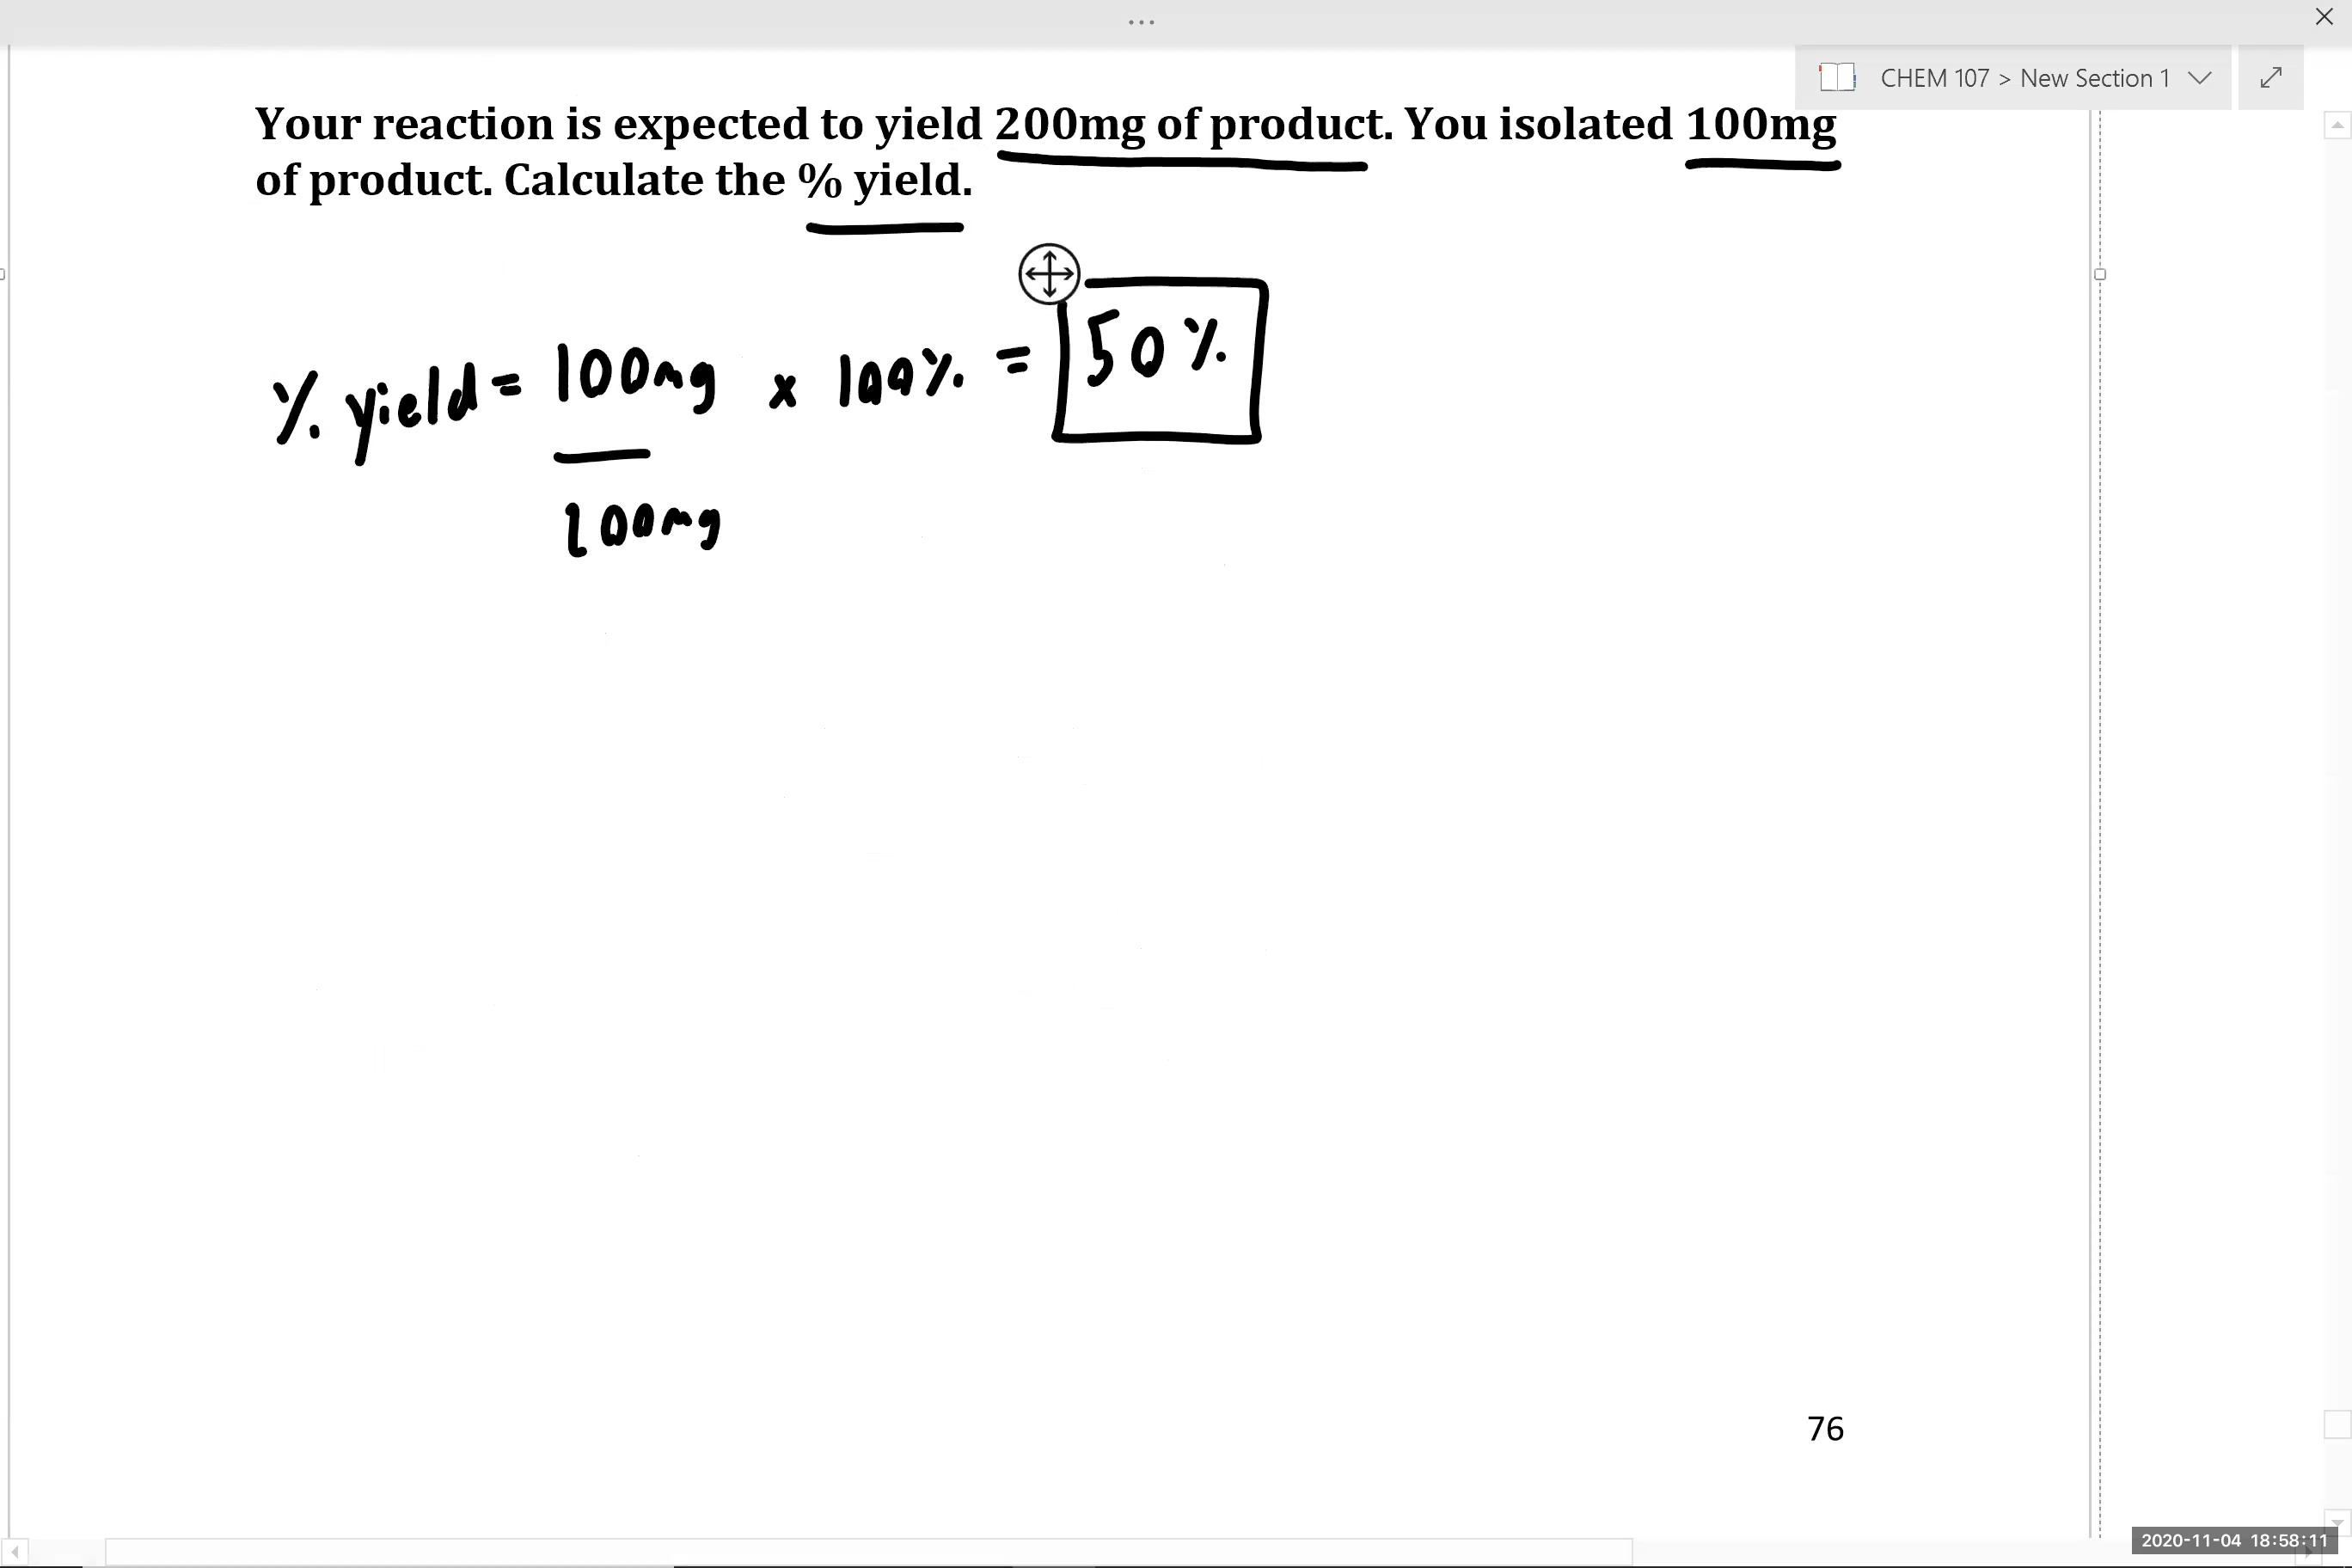 CHEM 107 > New Section 1
Your reaction is expected to yield 200mg of product. You isolated 100mg
of product. Calculate the % yield.
% yield = 100mg x 100% = 50%
200mg
76
2020-11-04 18:58:11